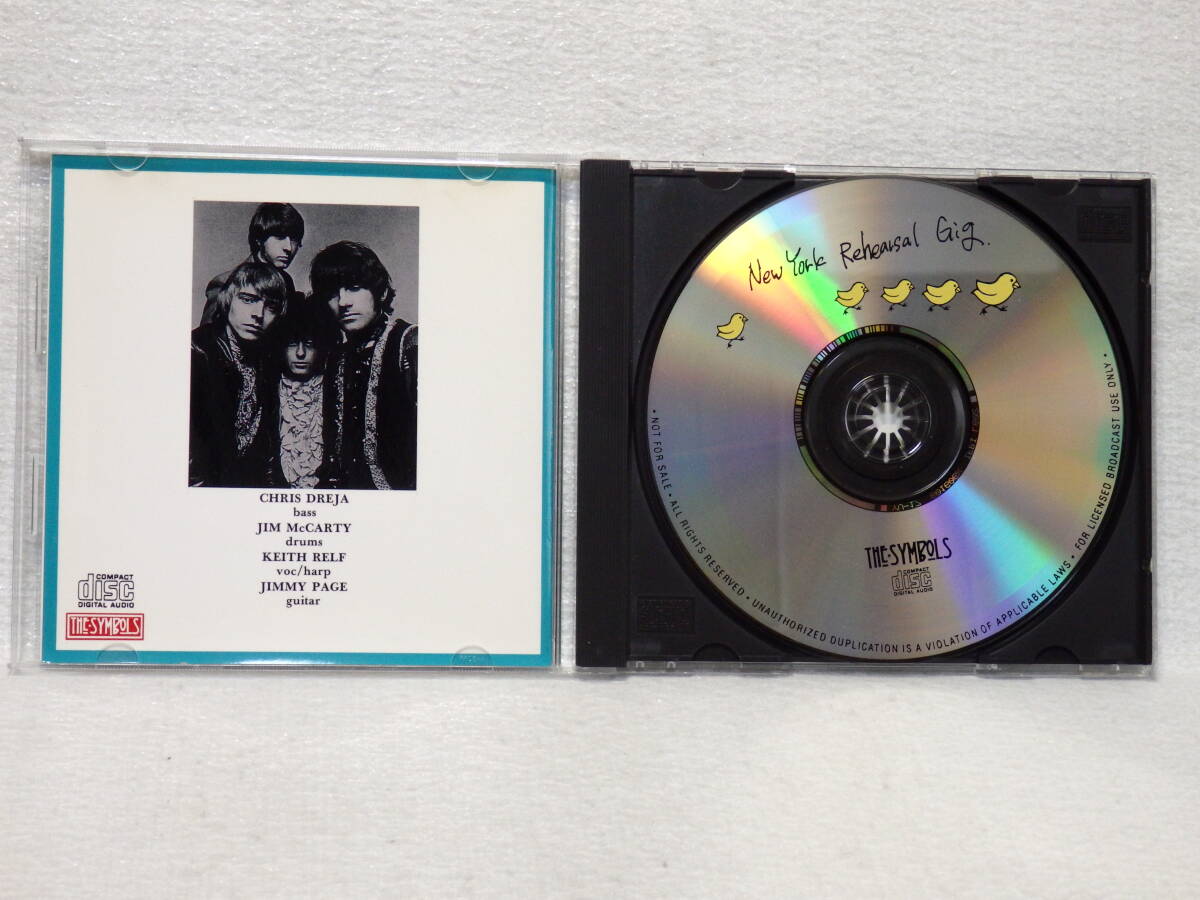 CHRIS DREJA
bass
JIM McCARTY
drums
KEITH RELF
voc/harp
JIMMY PAGE
guitar
COMPACT
disc
DIGITAL AUDIO
THE·SYMBOLS
New York Rehearsal Gig.
THE·SYMBOLS
COMPACT
disc
DIGITAL AUDIO
• NOT FOR SALE • ALL RIGHTS RESERVED • UNAUTHORIZED DUPLICATION IS A VIOLATION OF APPLICABLE LAWS • FOR LICENSED BROADCAST USE ONLY •